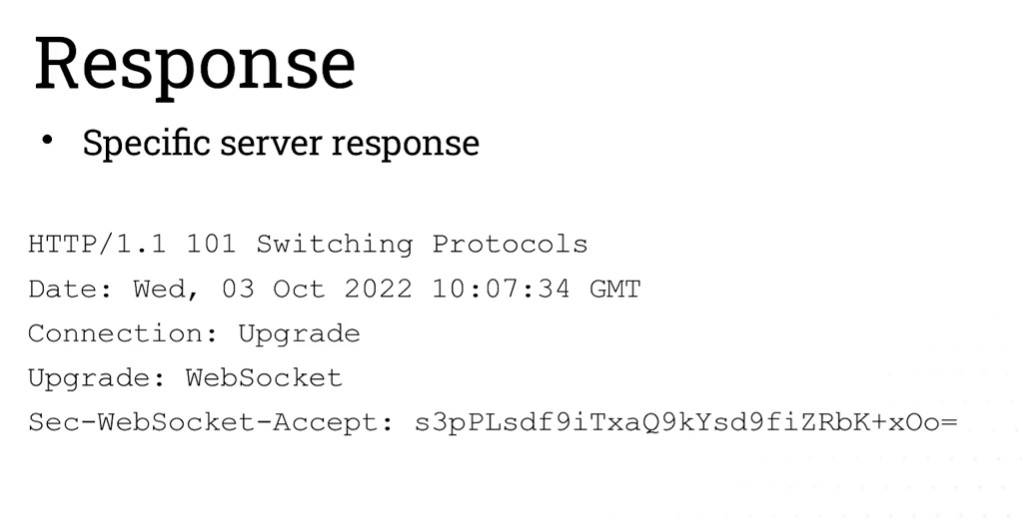 Response
• Specific server response
HTTP/1.1 101 Switching Protocols
Date: Wed, 03 Oct 2022 10:07:34 GMT
Connection: Upgrade
Upgrade: WebSocket
Sec-WebSocket-Accept: s3pPLsdf9iTxaQ9kYsd9fiZRbK+xOo=